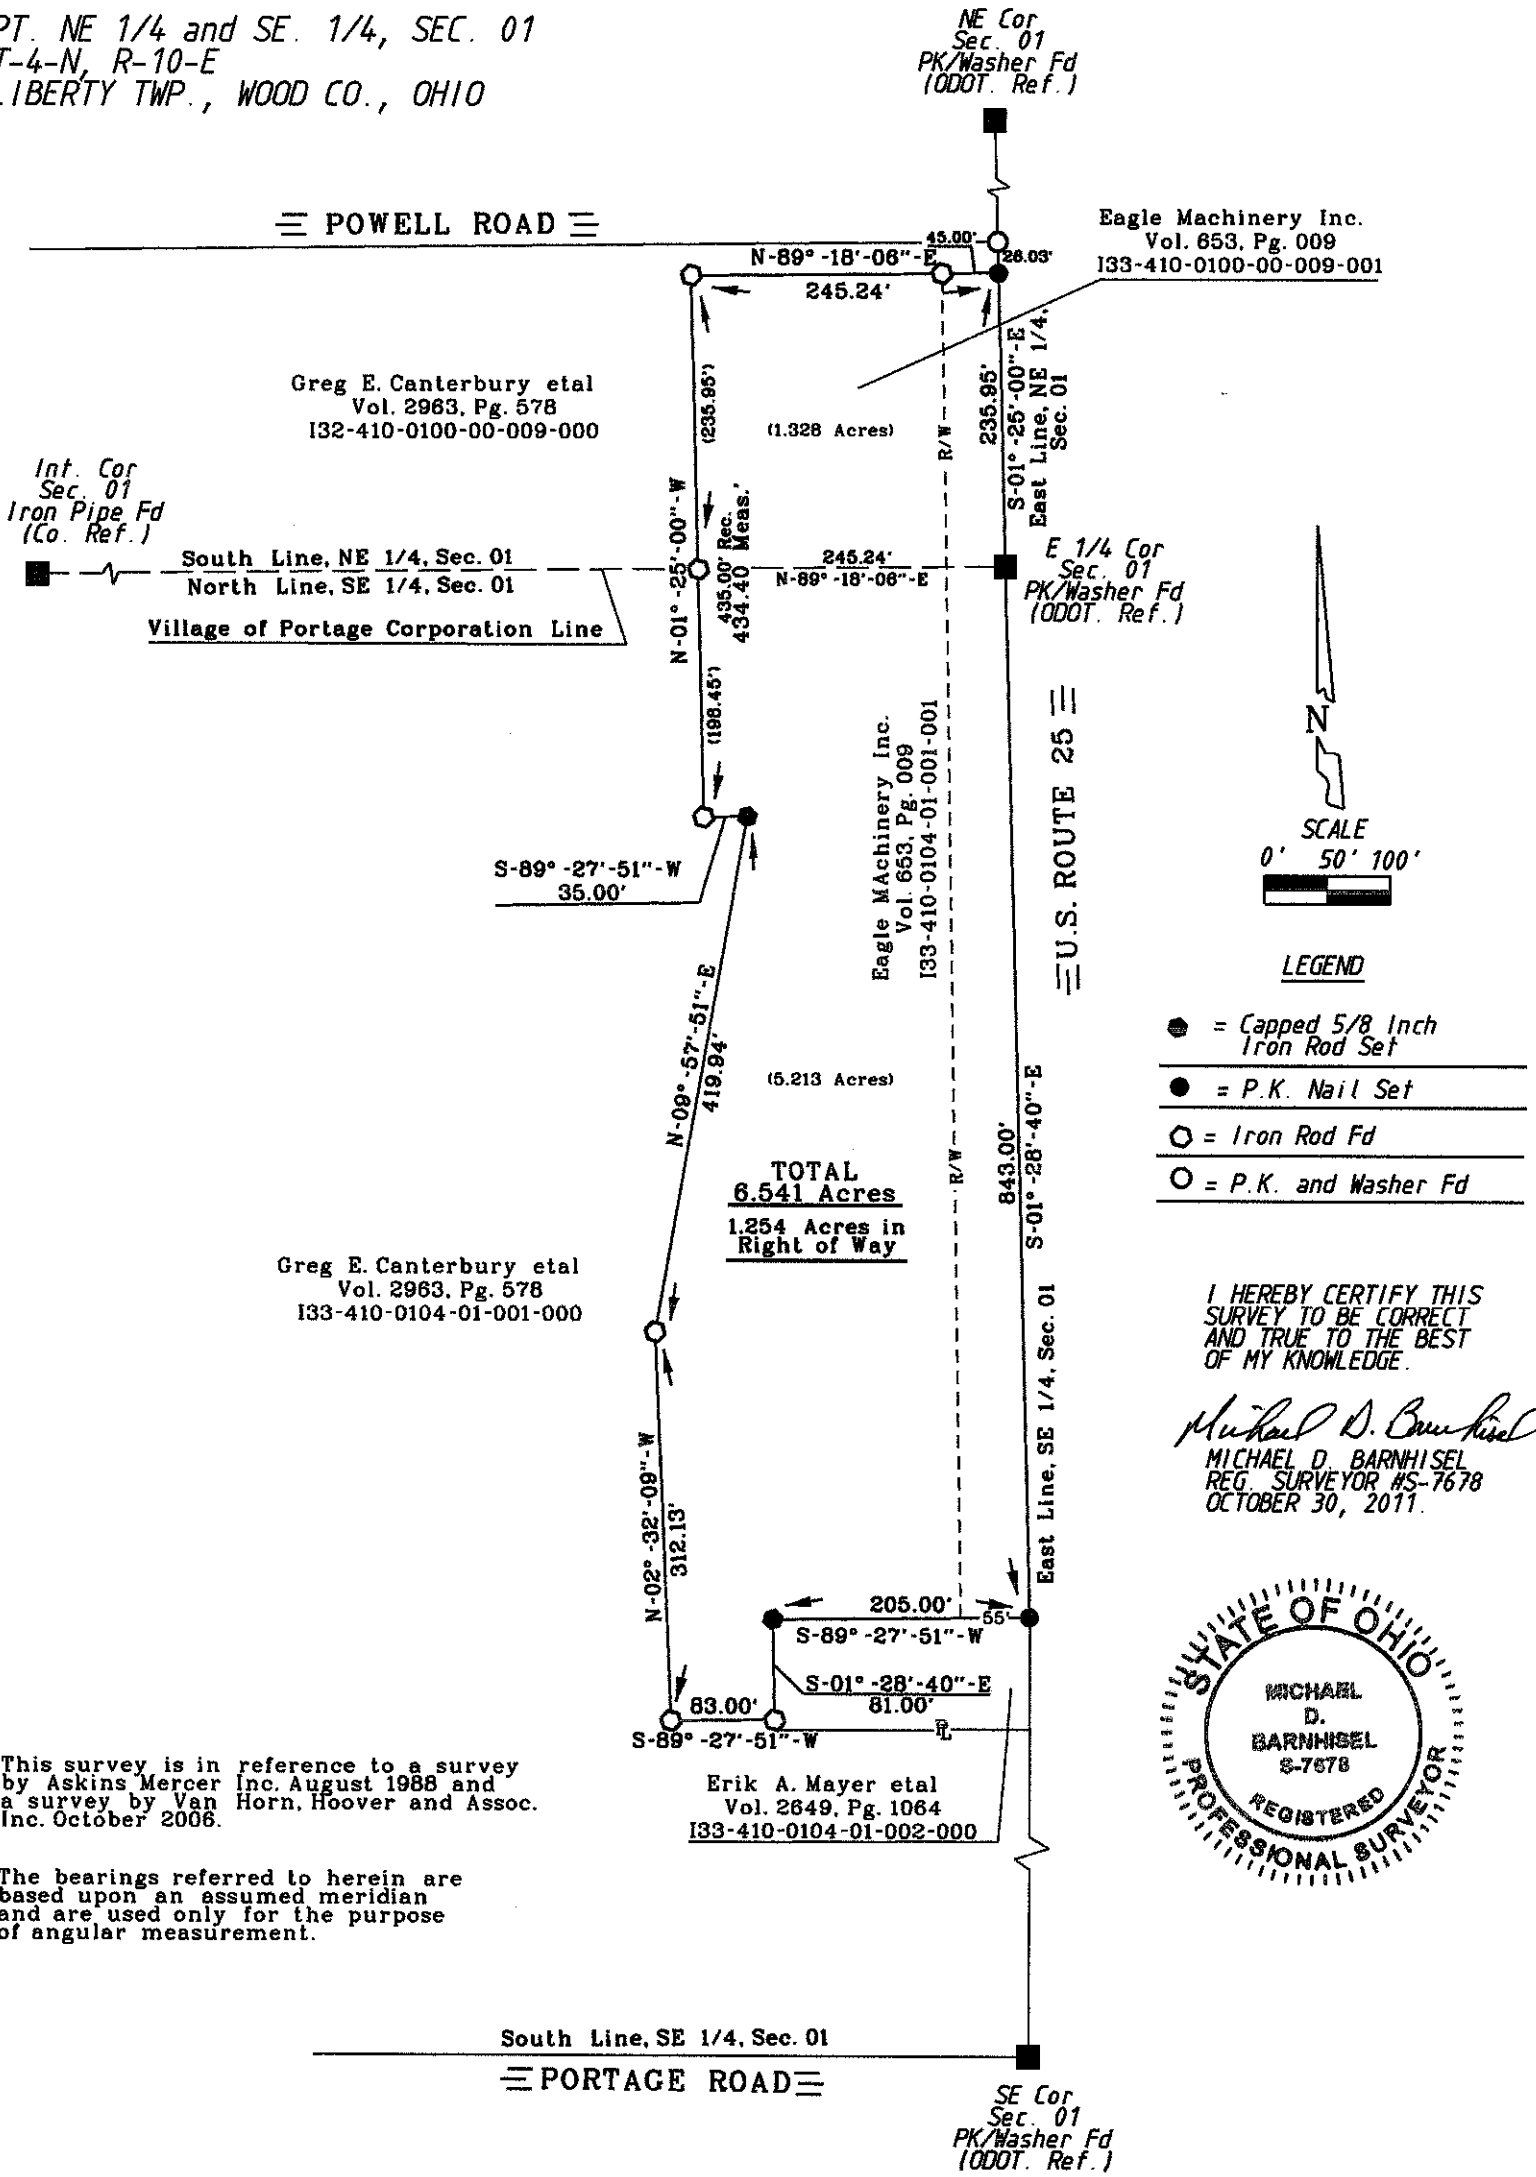 PT. NE 1/4 and SE. 1/4, SEC. 01
T-4-N, R-10-E
LIBERTY TWP., WOOD CO., OHIO
NE Cor
Sec. 01
PK/Washer Fd
(ODOT. Ref.)
POWELL ROAD
45.00'
N-89°-18'-06"-E
26.03'
245.24'
Eagle Machinery Inc.
Vol. 653, Pg. 009
I33-410-0100-00-009-001
Greg E. Canterbury etal
Vol. 2963, Pg. 578
I32-410-0100-00-009-000
(235.95')
(1.328 Acres)
R/W
235.95'
S-01°-25'-00"-E
East Line, NE 1/4,
Sec. 01
Int. Cor
Sec. 01
Iron Pipe Fd
(Co. Ref.)
South Line, NE 1/4, Sec. 01
North Line, SE 1/4, Sec. 01
Village of Portage Corporation Line
N-01°-25'-00"-W
435.00' Rec.
434.40 Meas.'
245.24'
N-89°-18'-06"-E
E 1/4 Cor
Sec. 01
PK/Washer Fd
(ODOT. Ref.)
(198.45')
S-89°-27'-51"-W
35.00'
Eagle MAchinery Inc.
Vol. 653, Pg. 009
I33-410-0104-01-001-001
U.S. ROUTE 25
N
SCALE
0' 50' 100'
LEGEND
= Capped 5/8 Inch
Iron Rod Set
= P.K. Nail Set
= Iron Rod Fd
= P.K. and Washer Fd
N-09°-57'-51"-E
419.94'
(5.213 Acres)
TOTAL
6.541 Acres
1.254 Acres in
Right of Way
R/W
843.00'
S-01°-28'-40"-E
East Line, SE 1/4, Sec. 01
Greg E. Canterbury etal
Vol. 2963, Pg. 578
I33-410-0104-01-001-000
I HEREBY CERTIFY THIS
SURVEY TO BE CORRECT
AND TRUE TO THE BEST
OF MY KNOWLEDGE.
Michael D. Barnhisel
MICHAEL D. BARNHISEL
REG. SURVEYOR #S-7678
OCTOBER 30, 2011.
N-02°-32'-09"-W
312.13'
205.00'
55'
S-89°-27'-51"-W
S-01°-28'-40"-E
81.00'
83.00'
S-89°-27'-51"-W
PL
Erik A. Mayer etal
Vol. 2649, Pg. 1064
I33-410-0104-01-002-000
STATE OF OHIO
MICHAEL
D.
BARNHISEL
S-7678
REGISTERED
PROFESSIONAL SURVEYOR
This survey is in reference to a survey
by Askins Mercer Inc. August 1988 and
a survey by Van Horn, Hoover and Assoc.
Inc. October 2006.
The bearings referred to herein are
based upon an assumed meridian
and are used only for the purpose
of angular measurement.
South Line, SE 1/4, Sec. 01
PORTAGE ROAD
SE Cor
Sec. 01
PK/Washer Fd
(ODOT. Ref.)